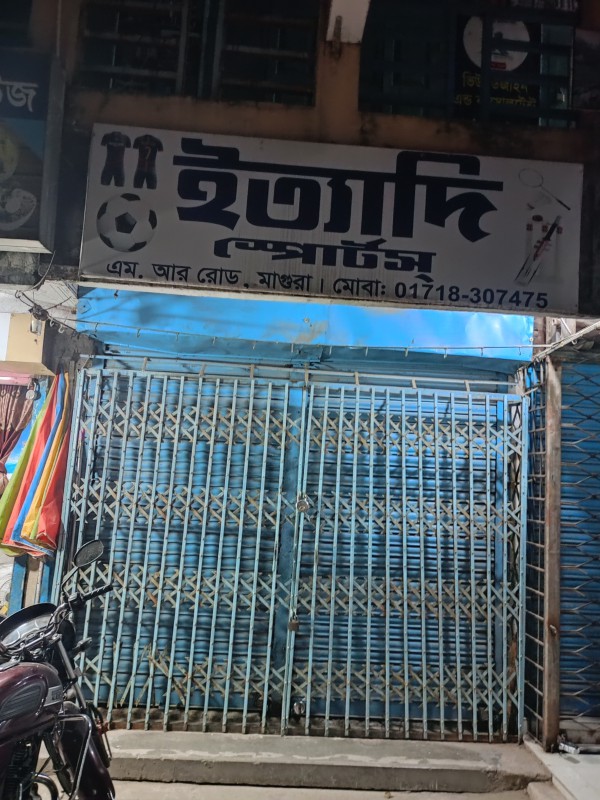 ইত্যাদি
স্পোর্টস্
এম. আর রোড, মাগুরা। মোবা: 01718-307475